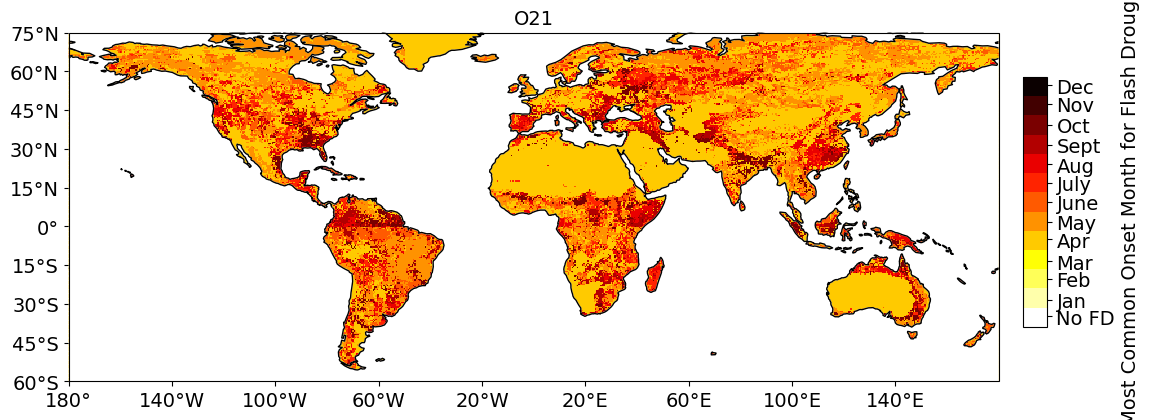 O21
75°N
60°N
45°N
30°N
15°N
0°
15°S
30°S
45°S
60°S
180°
140°W
100°W
60°W
20°W
20°E
60°E
100°E
140°E
Dec
Nov
Oct
Sept
Aug
July
June
May
Apr
Mar
Feb
Jan
No FD
Most Common Onset Month for Flash Droug